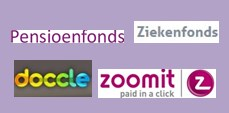 Pensioenfonds
Ziekenfonds
doccle
zoomit
paid in a click
z